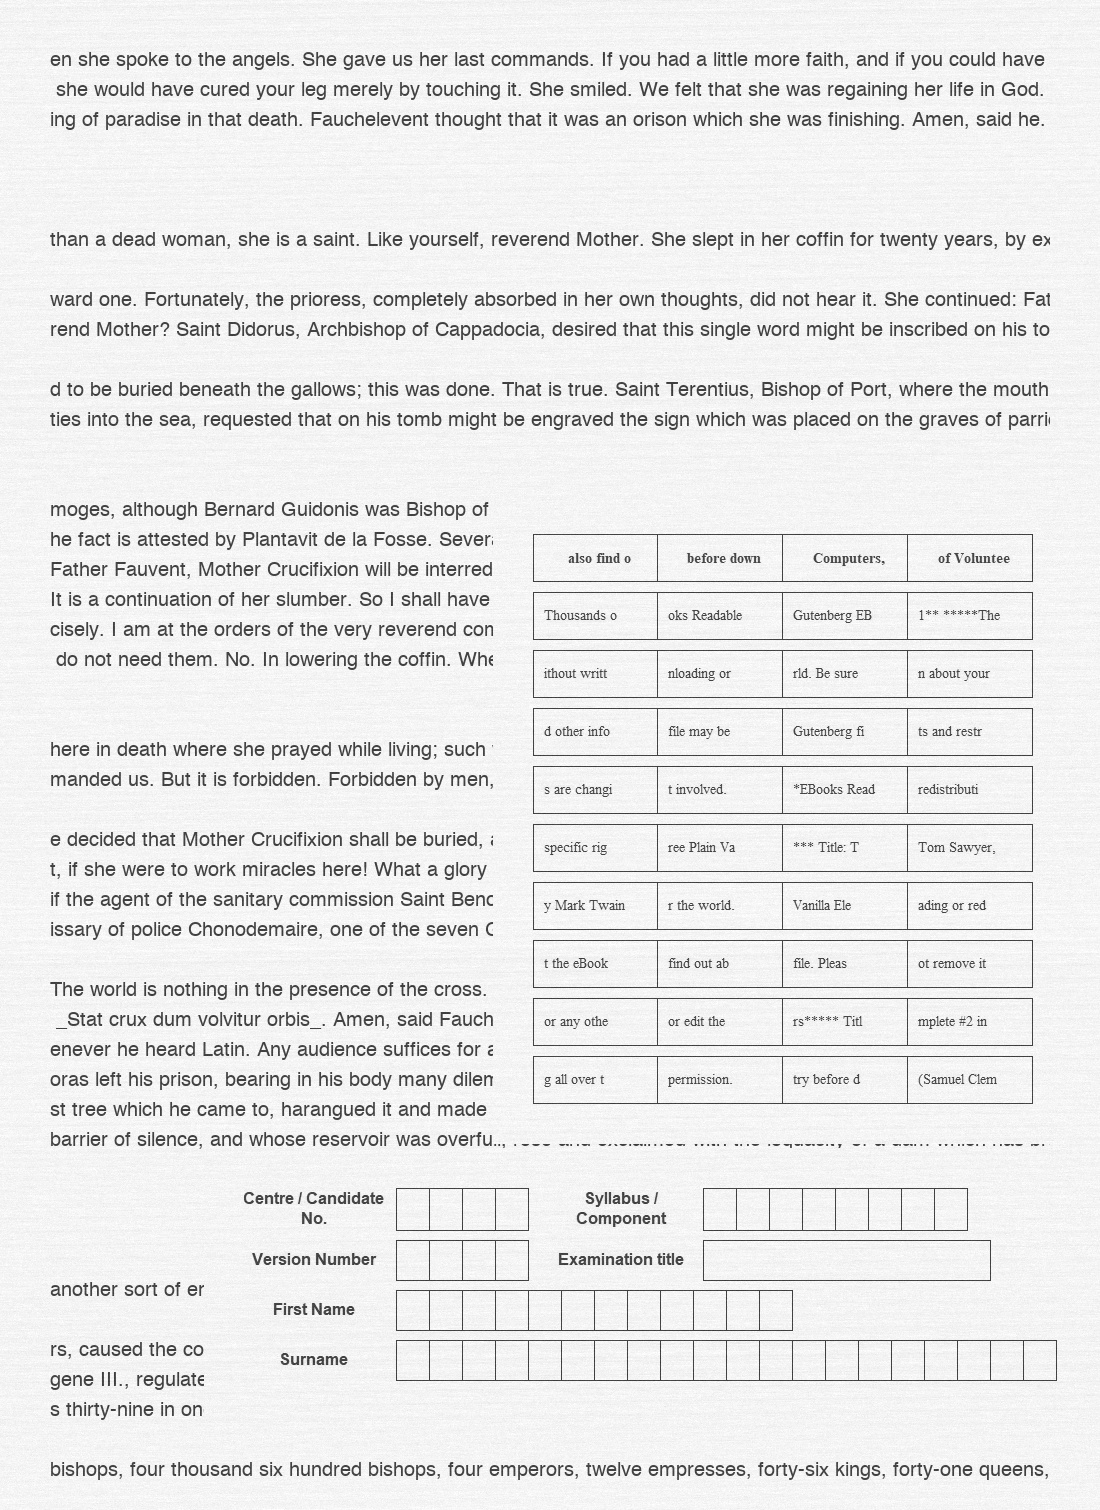 en she spoke to the angels. She gave us her last commands. If you had a little more faith, and if you could have
she would have cured your leg merely by touching it. She smiled. We felt that she was regaining her life in God.
ing of paradise in that death. Fauchelevent thought that it was an orison which she was finishing. Amen, said he.
than a dead woman, she is a saint. Like yourself, reverend Mother. She slept in her coffin for twenty years, by ex
ward one. Fortunately, the prioress, completely absorbed in her own thoughts, did not hear it. She continued: Fat
rend Mother? Saint Didorus, Archbishop of Cappadocia, desired that this single word might be inscribed on his to
d to be buried beneath the gallows; this was done. That is true. Saint Terentius, Bishop of Port, where the mouth
ties into the sea, requested that on his tomb might be engraved the sign which was placed on the graves of parri
moges, although Bernard Guidonis was Bishop of
he fact is attested by Plantavit de la Fosse. Sever
Father Fauvent, Mother Crucifixion will be interred
It is a continuation of her slumber. So I shall have
cisely. I am at the orders of the very reverend con
do not need them. No. In lowering the coffin. Whe
here in death where she prayed while living; such
manded us. But it is forbidden. Forbidden by men,
e decided that Mother Crucifixion shall be buried,
t, if she were to work miracles here! What a glory
if the agent of the sanitary commission Saint Beno
issary of police Chonodemaire, one of the seven
The world is nothing in the presence of the cross.
_Stat crux dum volvitur orbis_. Amen, said Fauch
enever he heard Latin. Any audience suffices for a
oras left his prison, bearing in his body many dilem
st tree which he came to, harangued it and made
barrier of silence, and whose reservoir was overfull, rose and exclaimed with the loquacity of a dam which has
also find o before down Computers, of Voluntee
Thousands o oks Readable Gutenberg EB 1** *****The
ithout writt nloading or rld. Be sure n about your
d other info file may be Gutenberg fi ts and restr
s are changi t involved. *EBooks Read redistributi
specific rig ree Plain Va *** Title: T Tom Sawyer,
y Mark Twain r the world. Vanilla Ele ading or red
t the eBook find out ab file. Pleas ot remove it
or any othe or edit the rs***** Titl mplete #2 in
g all over t permission. try before d (Samuel Clem
Centre / Candidate No. Syllabus / Component
Version Number Examination title
First Name
Surname
another sort of er
rs, caused the co
gene III., regulate
s thirty-nine in on
bishops, four thousand six hundred bishops, four emperors, twelve empresses, forty-six kings, forty-one queens,